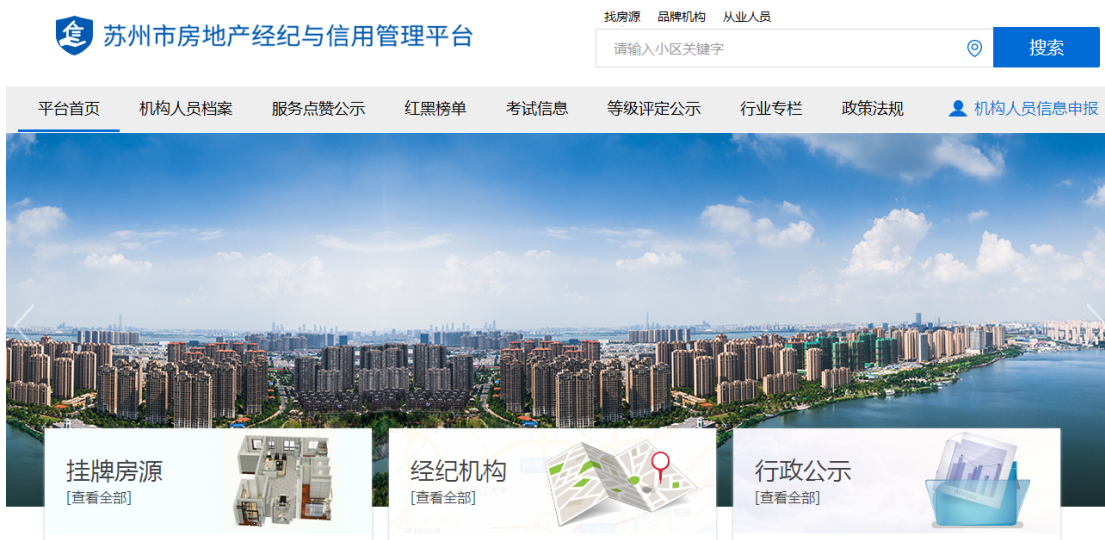 找房源 品牌机构 从业人员
苏州市房地产经纪与信用管理平台
请输入小区关键字 搜索
平台首页 机构人员档案 服务点赞公示 红黑榜单 考试信息 等级评定公示 行业专栏 政策法规 机构人员信息申报
挂牌房源 经纪机构 行政公示
[查看全部] [查看全部] [查看全部]